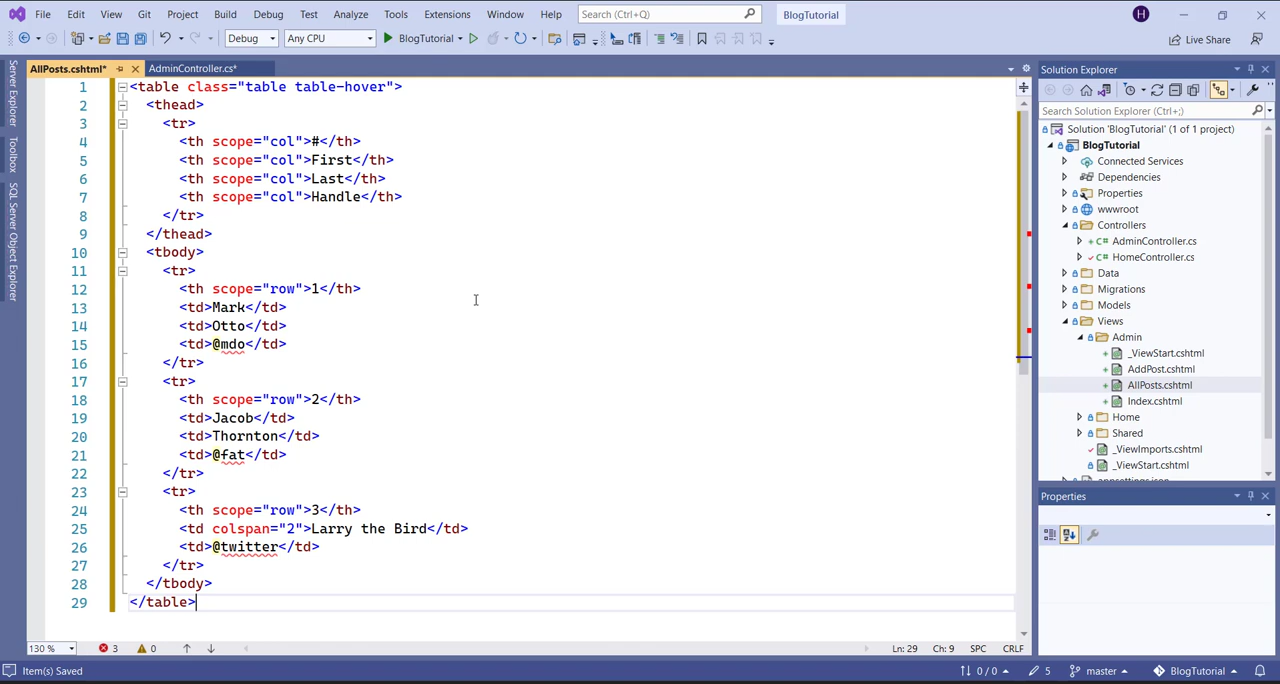 File Edit View Git Project Build Debug Test Analyze Tools Extensions Window Help Search (Ctrl+Q) BlogTutorial H
Debug Any CPU BlogTutorial Live Share
AllPosts.cshtml* AdminController.cs*
Server Explorer
Toolbox
SQL Server Object Explorer
1 <table class="table table-hover">
2 <thead>
3 <tr>
4 <th scope="col">#</th>
5 <th scope="col">First</th>
6 <th scope="col">Last</th>
7 <th scope="col">Handle</th>
8 </tr>
9 </thead>
10 <tbody>
11 <tr>
12 <th scope="row">1</th>
13 <td>Mark</td>
14 <td>Otto</td>
15 <td>@mdo</td>
16 </tr>
17 <tr>
18 <th scope="row">2</th>
19 <td>Jacob</td>
20 <td>Thornton</td>
21 <td>@fat</td>
22 </tr>
23 <tr>
24 <th scope="row">3</th>
25 <td colspan="2">Larry the Bird</td>
26 <td>@twitter</td>
27 </tr>
28 </tbody>
29 </table>
130 % 3 0 Ln: 29 Ch: 9 SPC CRLF
Solution Explorer
Search Solution Explorer (Ctrl+;)
Solution 'BlogTutorial' (1 of 1 project)
BlogTutorial
Connected Services
Dependencies
Properties
wwwroot
Controllers
C# AdminController.cs
C# HomeController.cs
Data
Migrations
Models
Views
Admin
_ViewStart.cshtml
AddPost.cshtml
AllPosts.cshtml
Index.cshtml
Home
Shared
_ViewImports.cshtml
_ViewStart.cshtml
appsettings.json
Properties
Item(s) Saved 0 / 0 5 master BlogTutorial